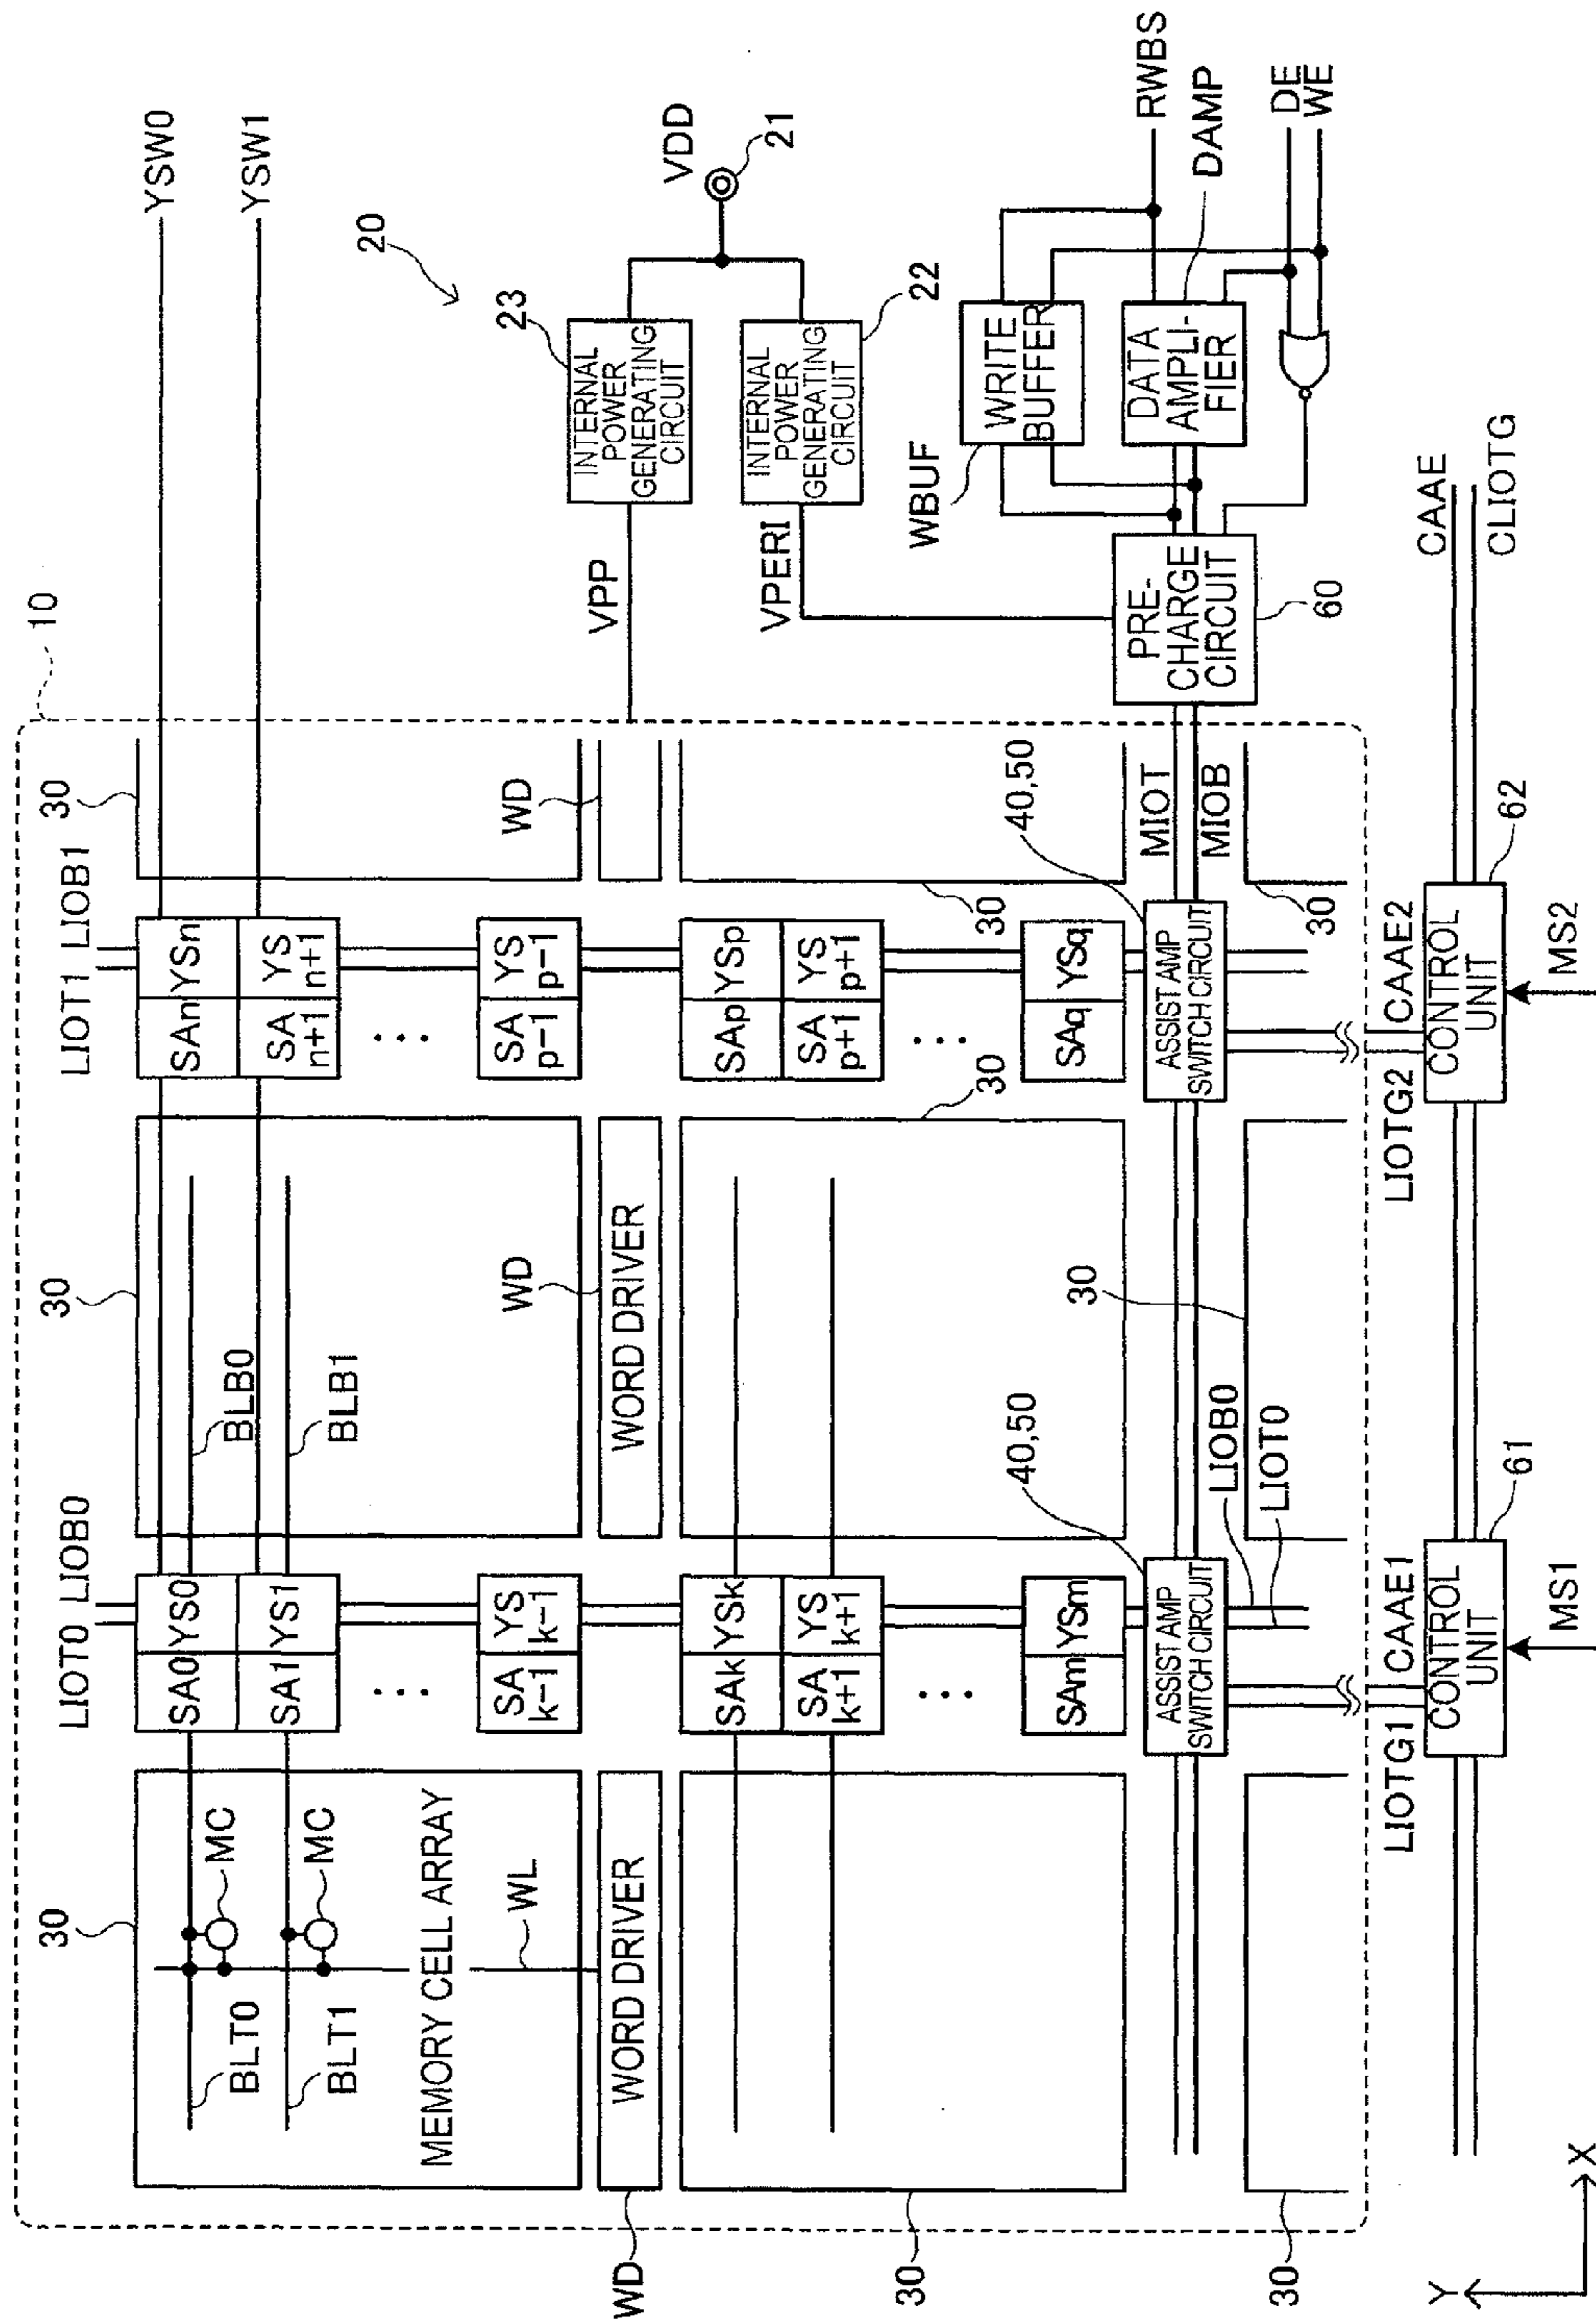 10
LIOT0 LIOB0
LIOT1 LIOB1
30
30
30
YSW0
YSW1
BLT0
MC
BLT1
MC
MEMORY CELL ARRAY
WL
SA0 YS0
SA1 YS1
...
SA k-1
YS k-1
BLB0
BLB1
SAn YSn
SA n+1
YS n+1
...
SA p-1
YS p-1
20
23
INTERNAL
POWER
GENERATING
CIRCUIT
VDD
21
22
INTERNAL
POWER
GENERATING
CIRCUIT
VPP
VPERI
WD
WORD DRIVER
WD
WORD DRIVER
WD
SAk YSk
SA k+1
YS k+1
...
SAm YSm
SAp YSp
SA p+1
YS p+1
...
SAq YSq
30
30
30
40,50
40,50
ASSIST AMP
SWITCH CIRCUIT
ASSIST AMP
SWITCH CIRCUIT
MIOT
MIOB
PRE-
CHARGE
CIRCUIT
60
WBUF
WRITE
BUFFER
DATA
AMPLI-
FIER
RWBS
DAMP
DE
WE
30
30
30
LIOB0
LIOT0
LIOTG1 CAAE1
LIOTG2 CAAE2
CAAE
CLIOTG
CONTROL
UNIT
61
CONTROL
UNIT
62
MS1
MS2
Y
X